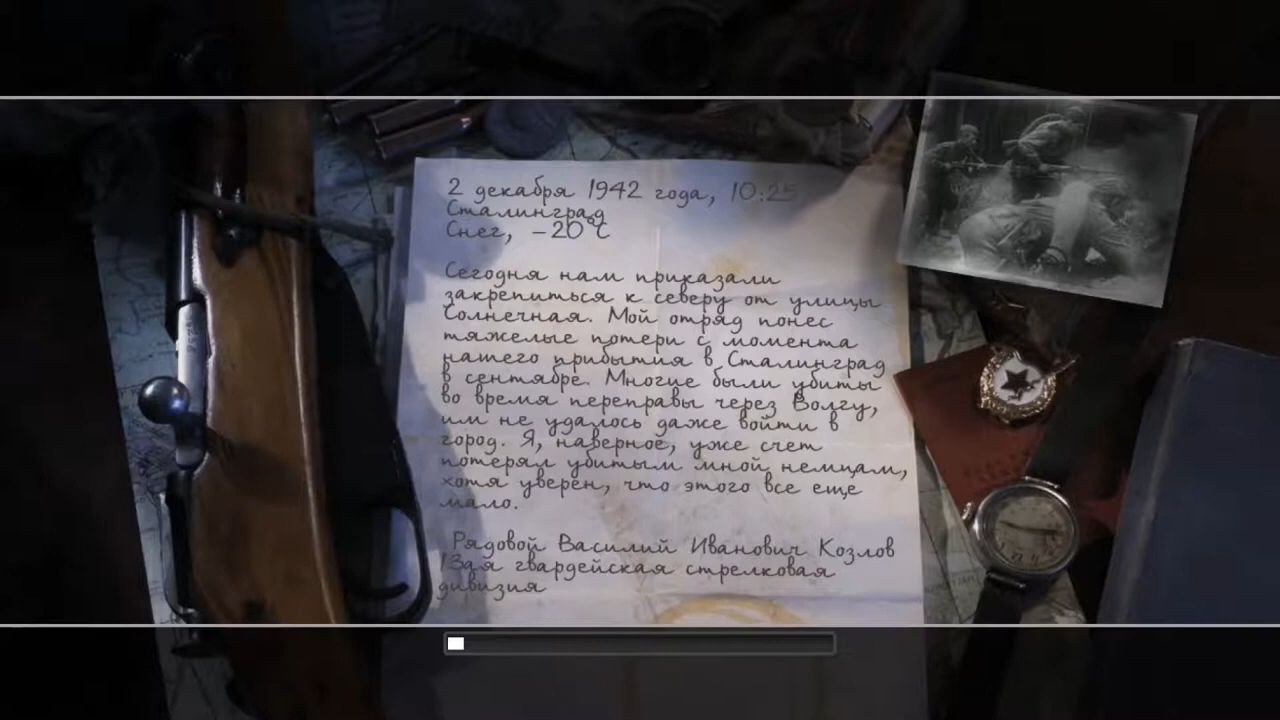 2 декабря 1942 года, 10:25
Сталинград
Снег, -20°C
Сегодня нам приказали
закрепиться к северу от улицы
Солнечная. Мой отряд понес
тяжелые потери с момента
нашего прибытия в Сталинград
в сентябре. Многие были убиты
во время переправы через Волгу,
им не удалось даже войти в
город. Я, наверное, уже счет
потерял убитым мной немцам,
хотя уверен, что этого все еще
мало.
Рядовой Василий Иванович Козлов
13ая гвардейская стрелковая
дивизия